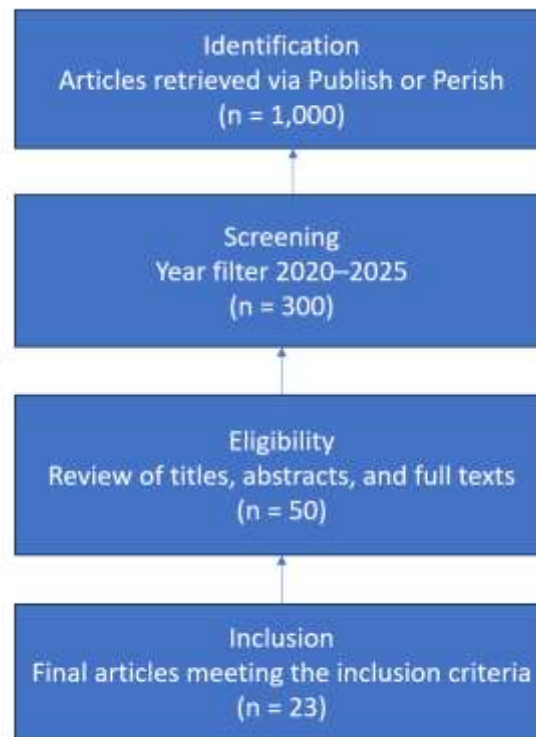 Identification
Articles retrieved via Publish or Perish
(n = 1,000)
Screening
Year filter 2020–2025
(n = 300)
Eligibility
Review of titles, abstracts, and full texts
(n = 50)
Inclusion
Final articles meeting the inclusion criteria
(n = 23)